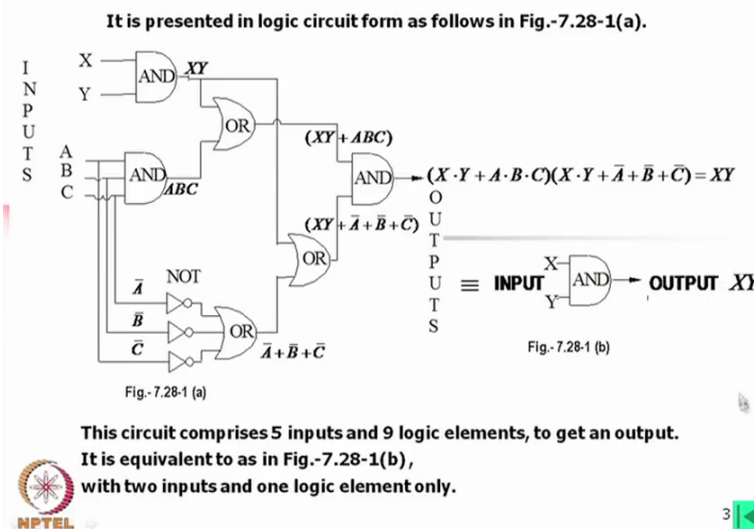 It is presented in logic circuit form as follows in Fig.-7.28-1(a).
INPUTS
X
Y
AND
XY
OR
(XY+ABC)
A
B
C
AND
ABC
AND
(X·Y+A·B·C)(X·Y+Ā+B̄+C̄)=XY
OUTPUTS
(XY+Ā+B̄+C̄)
OR
NOT
Ā
B̄
C̄
OR
Ā+B̄+C̄
≡ INPUT
X
Y
AND
OUTPUT XY
Fig.-7.28-1 (b)
Fig.-7.28-1 (a)
This circuit comprises 5 inputs and 9 logic elements, to get an output.
It is equivalent to as in Fig.-7.28-1(b),
with two inputs and one logic element only.
NPTEL
3